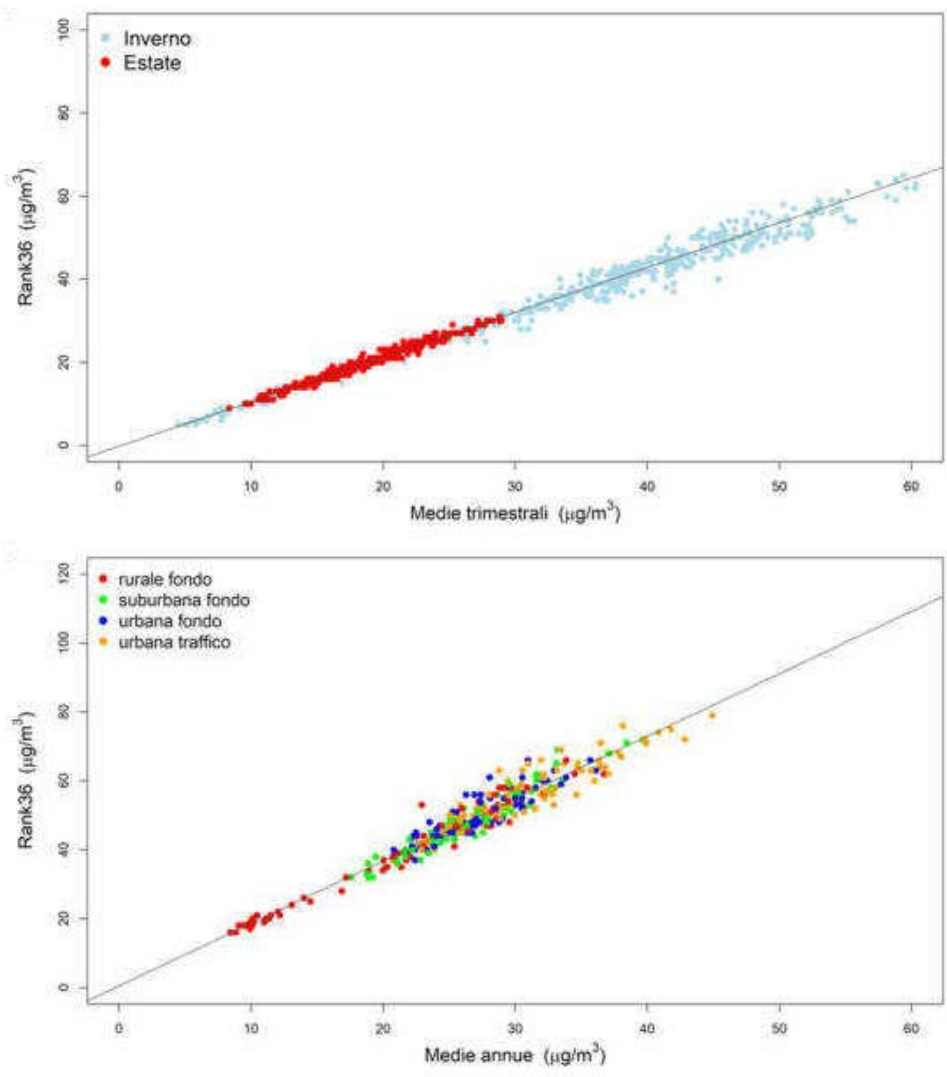 Inverno
Estate
Rank36 (μg/m³)
100
80
60
40
20
0
0 10 20 30 40 50 60
Medie trimestrali (μg/m³)
rurale fondo
suburbana fondo
urbana fondo
urbana traffico
Rank36 (μg/m³)
120
100
80
60
40
20
0
0 10 20 30 40 50 60
Medie annue (μg/m³)